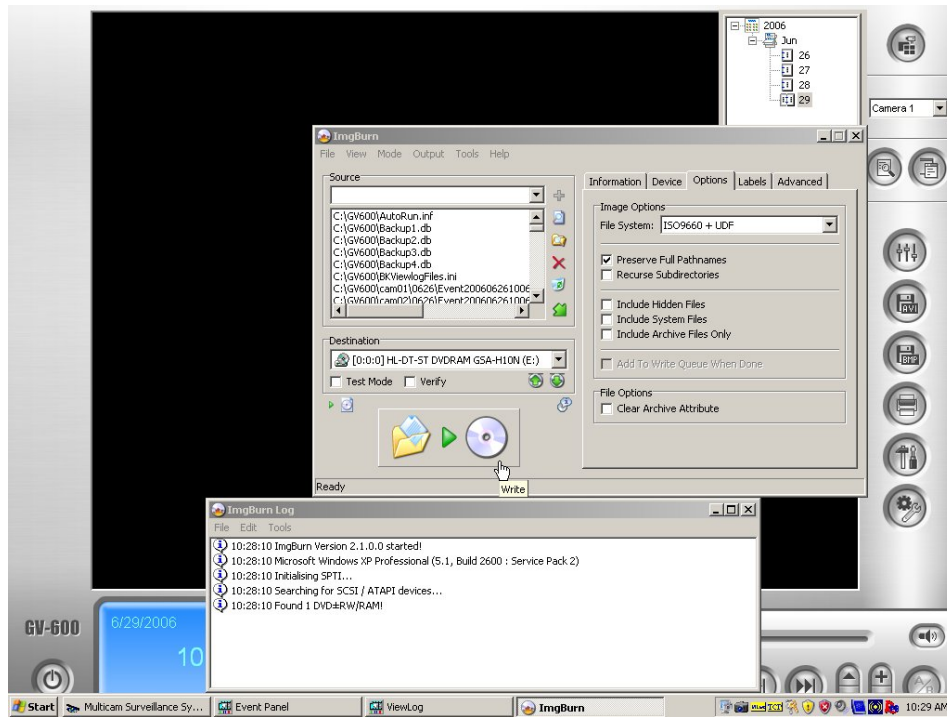 2006
Jun
26
27
28
29
Camera 1
ImgBurn
File View Mode Output Tools Help
Source
C:\GV600\AutoRun.inf
C:\GV600\Backup1.db
C:\GV600\Backup2.db
C:\GV600\Backup3.db
C:\GV600\Backup4.db
C:\GV600\BKViewlogFiles.ini
C:\GV600\cam01\0626\Event200606261006
C:\GV600\cam02\0626\Event200606261006
Destination
[0:0:0] HL-DT-ST DVDRAM GSA-H10N (E:)
Test Mode Verify
Ready
Write
Information Device Options Labels Advanced
Image Options
File System: ISO9660 + UDF
Preserve Full Pathnames
Recurse Subdirectories
Include Hidden Files
Include System Files
Include Archive Files Only
Add To Write Queue When Done
File Options
Clear Archive Attribute
AVI
BMP
ImgBurn Log
File Edit Tools
10:28:10 ImgBurn Version 2.1.0.0 started!
10:28:10 Microsoft Windows XP Professional (5.1, Build 2600 : Service Pack 2)
10:28:10 Initialising SPTI...
10:28:10 Searching for SCSI / ATAPI devices...
10:28:10 Found 1 DVD±RW/RAM!
GV-600
6/29/2006
10
Start Multicam Surveillance Sy... Event Panel ViewLog ImgBurn 10:29 AM